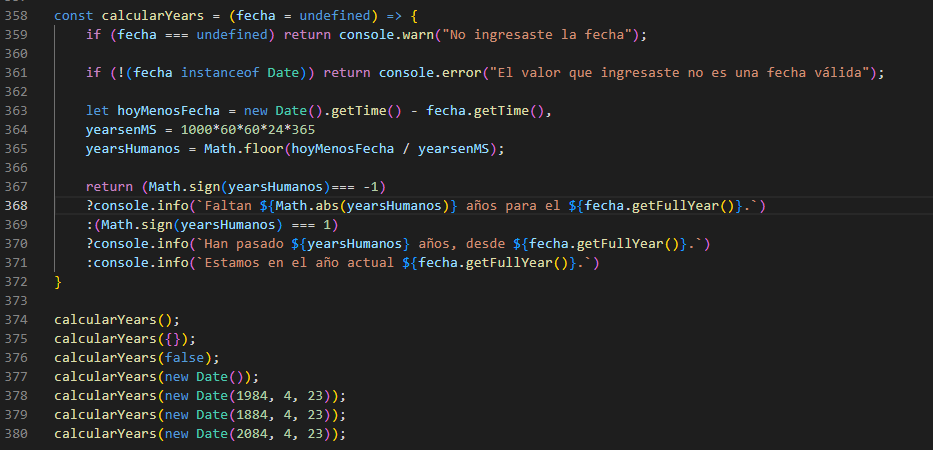 358 const calcularYears = (fecha = undefined) => {
359     if (fecha === undefined) return console.warn("No ingresaste la fecha");
360
361     if (!(fecha instanceof Date)) return console.error("El valor que ingresaste no es una fecha válida");
362
363     let hoyMenosFecha = new Date().getTime() - fecha.getTime(),
364     yearsenMS = 1000*60*60*24*365
365     yearsHumanos = Math.floor(hoyMenosFecha / yearsenMS);
366
367     return (Math.sign(yearsHumanos)=== -1)
368     ?console.info(`Faltan ${Math.abs(yearsHumanos)} años para el ${fecha.getFullYear()}.`)
369     :(Math.sign(yearsHumanos) === 1)
370     ?console.info(`Han pasado ${yearsHumanos} años, desde ${fecha.getFullYear()}.`)
371     :console.info(`Estamos en el año actual ${fecha.getFullYear()}.`)
372 }
373
374 calcularYears();
375 calcularYears({});
376 calcularYears(false);
377 calcularYears(new Date());
378 calcularYears(new Date(1984, 4, 23));
379 calcularYears(new Date(1884, 4, 23));
380 calcularYears(new Date(2084, 4, 23));